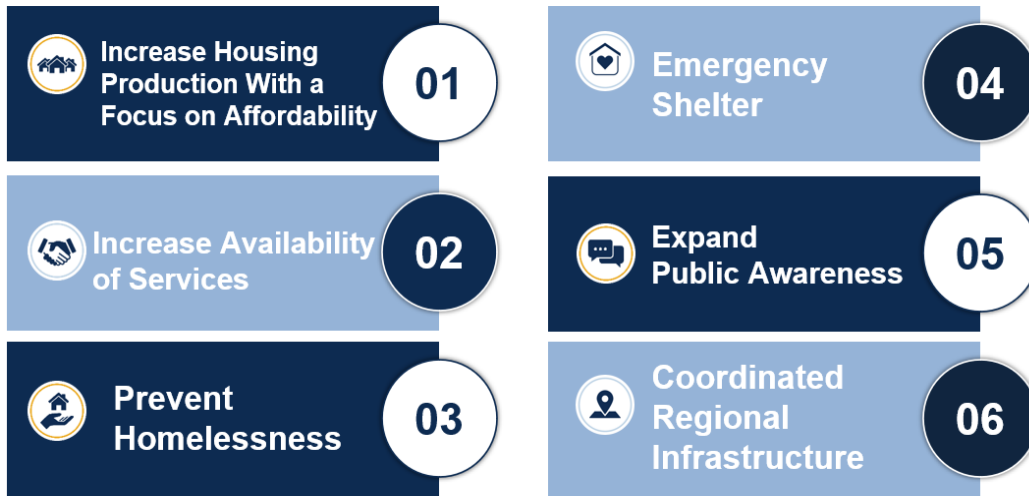 Increase Housing
Production With a
Focus on Affordability
01
Increase Availability
of Services
02
Prevent
Homelessness
03
Emergency
Shelter
04
Expand
Public Awareness
05
Coordinated
Regional
Infrastructure
06